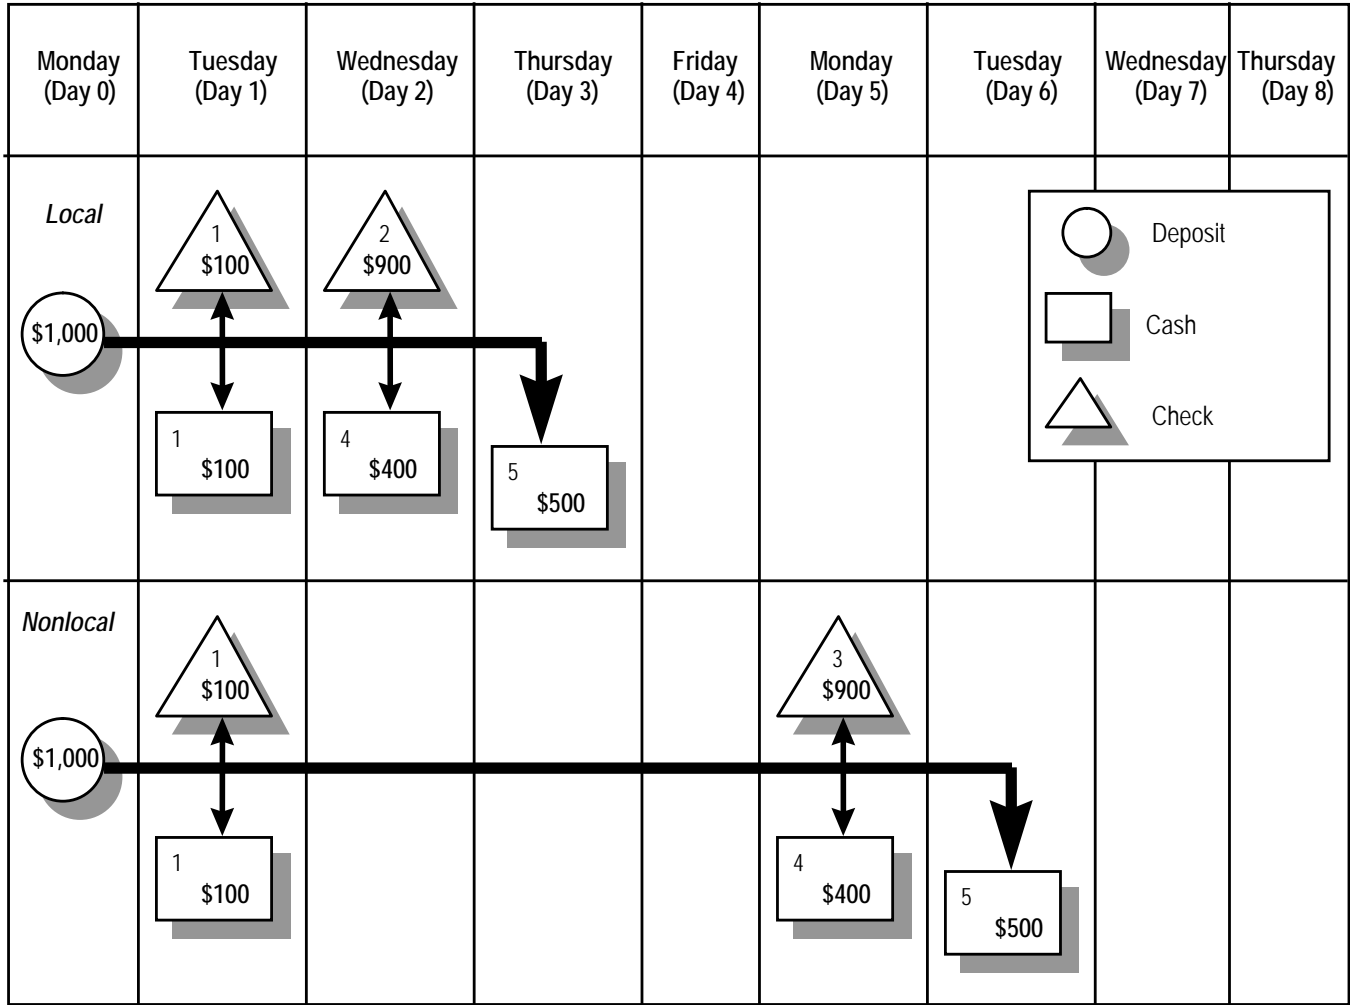 Monday
(Day 0)
Tuesday
(Day 1)
Wednesday
(Day 2)
Thursday
(Day 3)
Friday
(Day 4)
Monday
(Day 5)
Tuesday
(Day 6)
Wednesday
(Day 7)
Thursday
(Day 8)
Local
$1,000
1
$100
2
$900
1
$100
4
$400
5
$500
Deposit
Cash
Check
Nonlocal
$1,000
1
$100
3
$900
1
$100
4
$400
5
$500